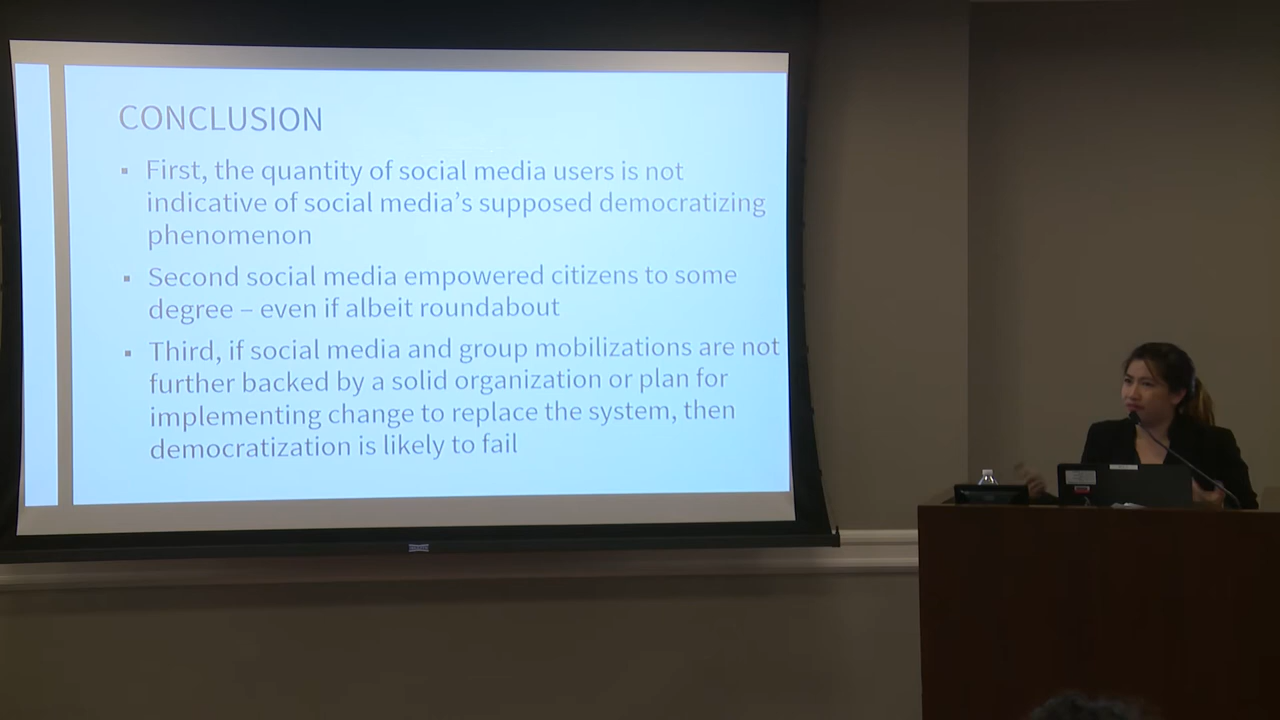 CONCLUSION
▪ First, the quantity of social media users is not
indicative of social media's supposed democratizing
phenomenon
▪ Second social media empowered citizens to some
degree – even if albeit roundabout
▪ Third, if social media and group mobilizations are not
further backed by a solid organization or plan for
implementing change to replace the system, then
democratization is likely to fail